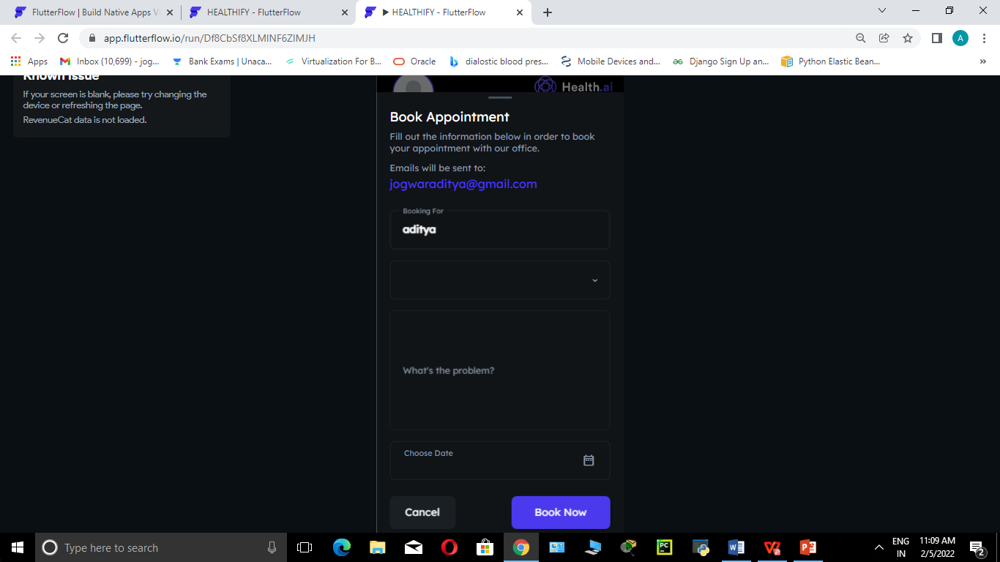 FlutterFlow | Build Native Apps Vi
HEALTHIFY - FlutterFlow
▶ HEALTHIFY - FlutterFlow
app.flutterflow.io/run/Df8CbSf8XLMINF6ZIMJH
A
Apps
Inbox (10,699) - jog...
Bank Exams | Unaca...
Virtualization For B...
Oracle
dialostic blood pres...
Mobile Devices and...
Django Sign Up an...
Python Elastic Bean...
»
Known Issue
If your screen is blank, please try changing the
device or refreshing the page.
RevenueCat data is not loaded.
Health.ai
Book Appointment
Fill out the information below in order to book
your appointment with our office.
Emails will be sent to:
jogwaraditya@gmail.com
Booking For
aditya
What's the problem?
Choose Date
Cancel
Book Now
Type here to search
PC
ENG
IN
11:09 AM
2/5/2022
2